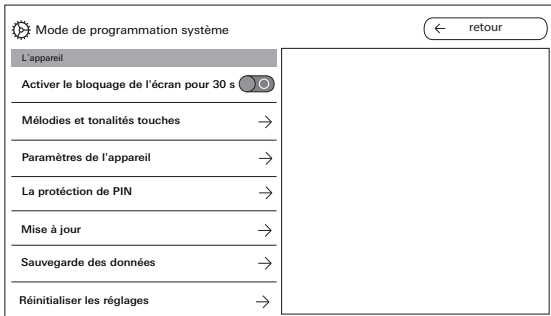 Mode de programmation système
← retour
L´appareil
Activer le bloquage de l'écran pour 30 s
Mélodies et tonalités touches →
Paramètres de l'appareil →
La protéction de PIN →
Mise à jour →
Sauvegarde des données →
Réinitialiser les réglages →